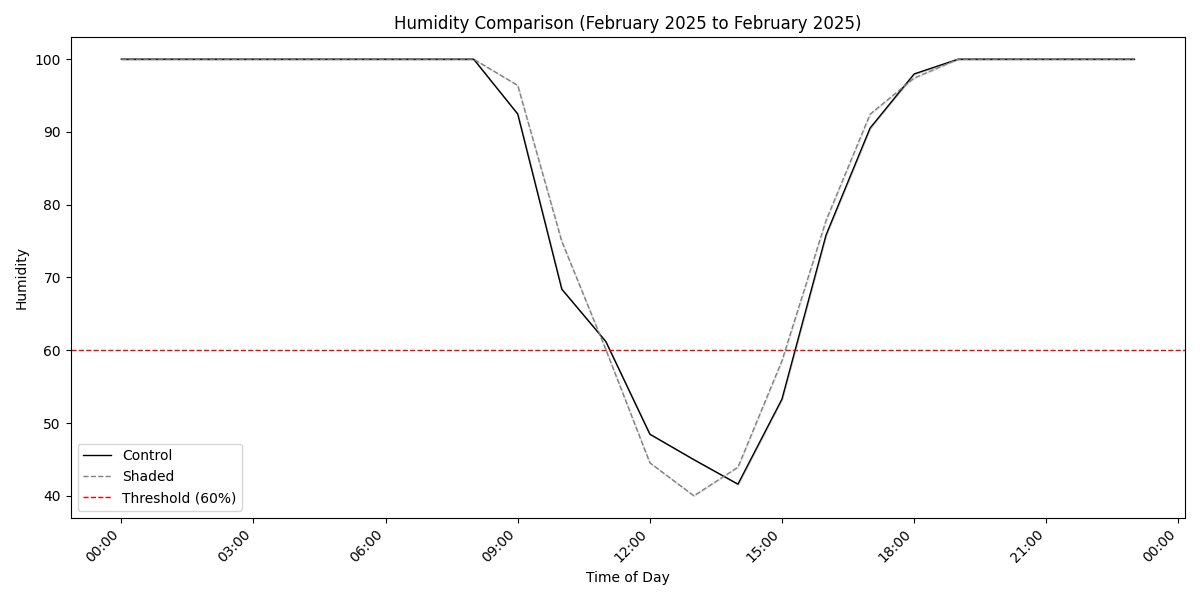 Humidity Comparison (February 2025 to February 2025)
Humidity
100
90
80
70
60
50
40
Control
Shaded
Threshold (60%)
00:00
03:00
06:00
09:00
12:00
15:00
18:00
21:00
00:00
Time of Day